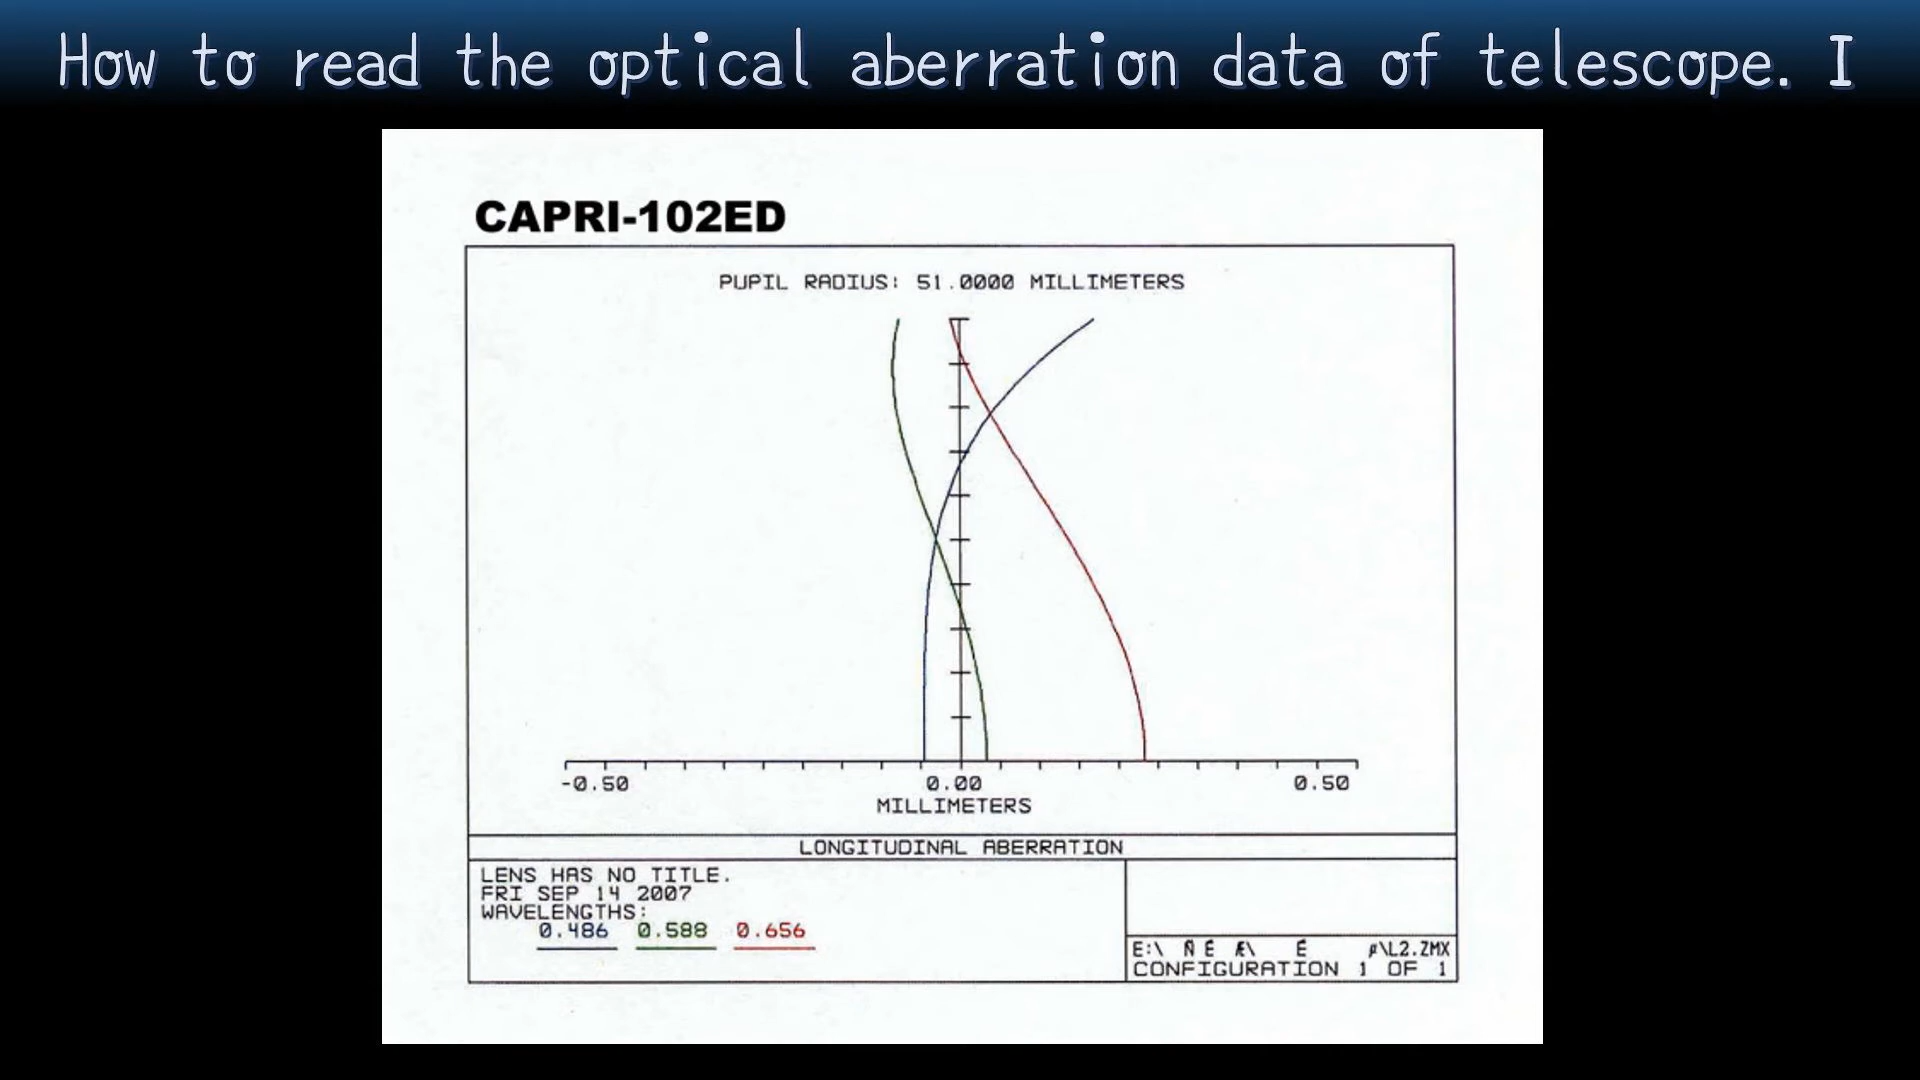 How to read the optical aberration data of telescope. I
CAPRI-102ED
PUPIL RADIUS: 51.0000 MILLIMETERS
-0.50 0.00 0.50
MILLIMETERS
LONGITUDINAL ABERRATION
LENS HAS NO TITLE.
FRI SEP 14 2007
WAVELENGTHS:
0.486 0.588 0.656
E:\ Ñ É Æ\ É \L2.ZMX
CONFIGURATION 1 OF 1